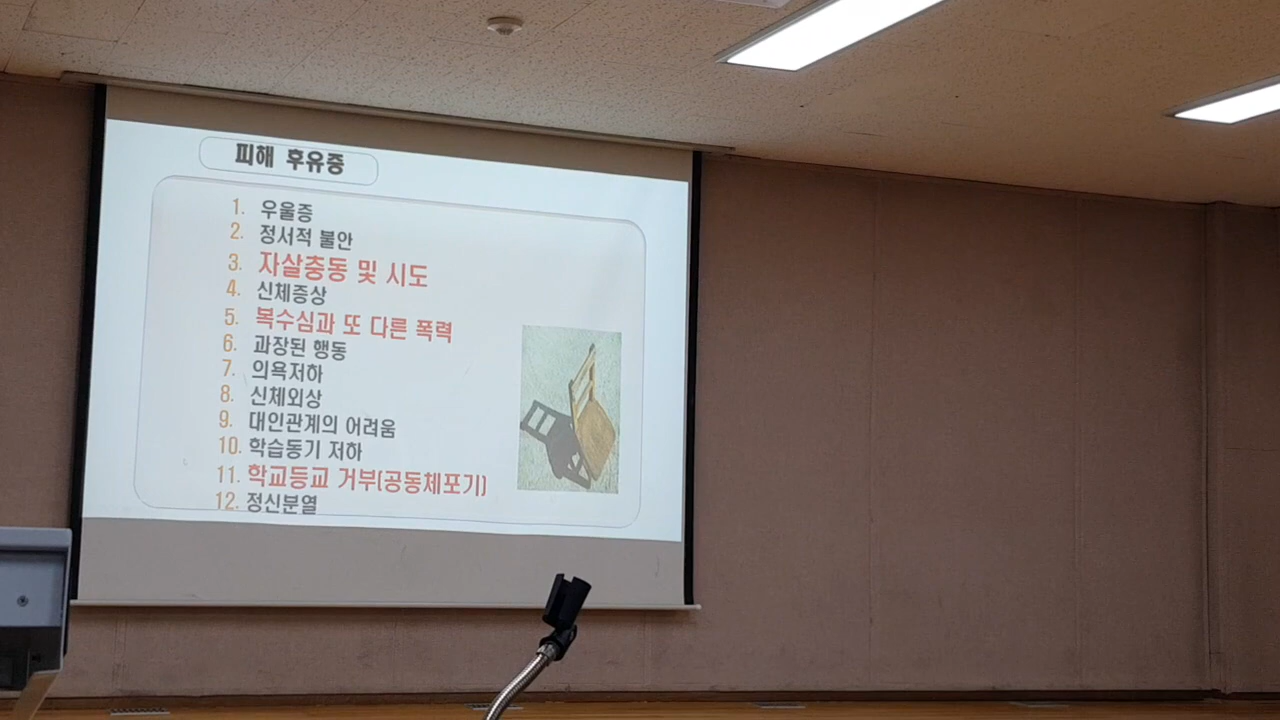 피해 후유증
1. 우울증
2. 정서적 불안
3. 자살충동 및 시도
4. 신체증상
5. 복수심과 또 다른 폭력
6. 과장된 행동
7. 의욕저하
8. 신체외상
9. 대인관계의 어려움
10. 학습동기 저하
11. 학교등교 거부(공동체포기)
12. 정신분열